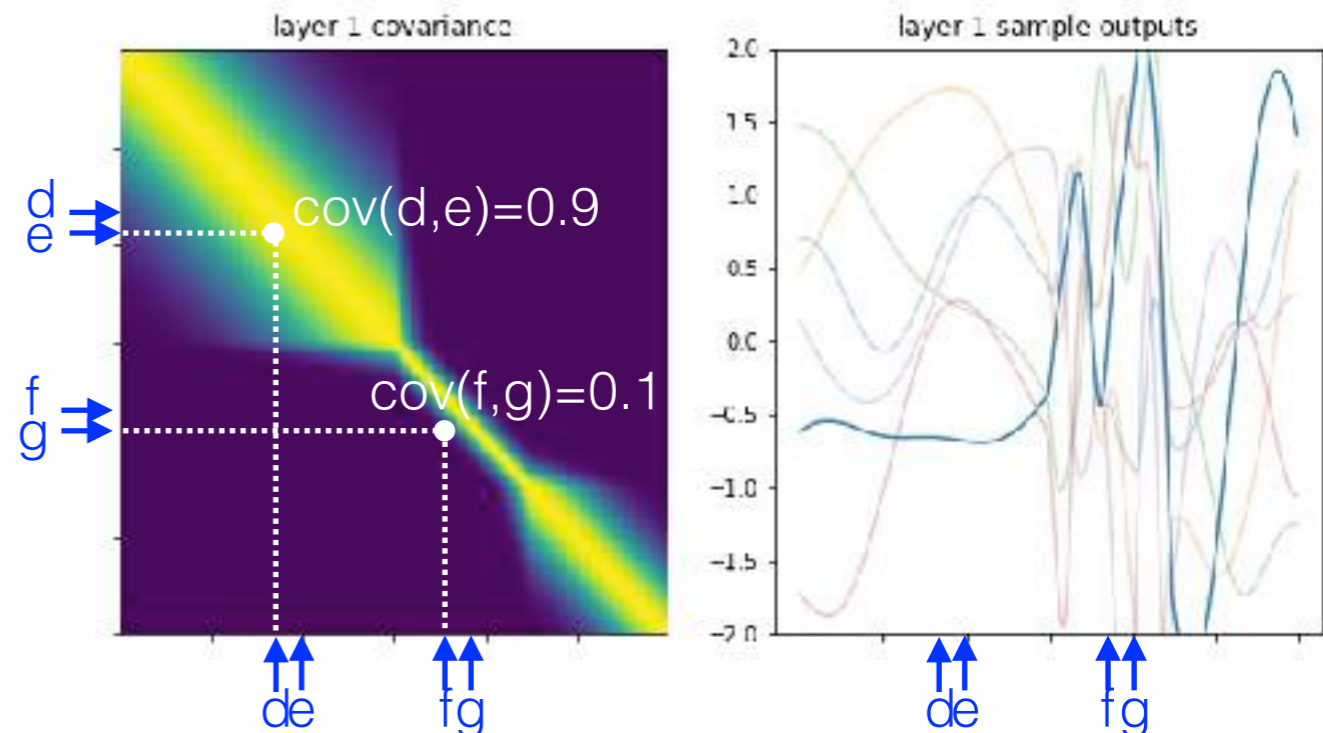 layer 1 covariance
layer 1 sample outputs
d
e
cov(d,e)=0.9
f
g
cov(f,g)=0.1
de
fg
2.0
1.5
1.0
0.5
0.0
-0.5
-1.0
-1.5
-2.0
de
fg